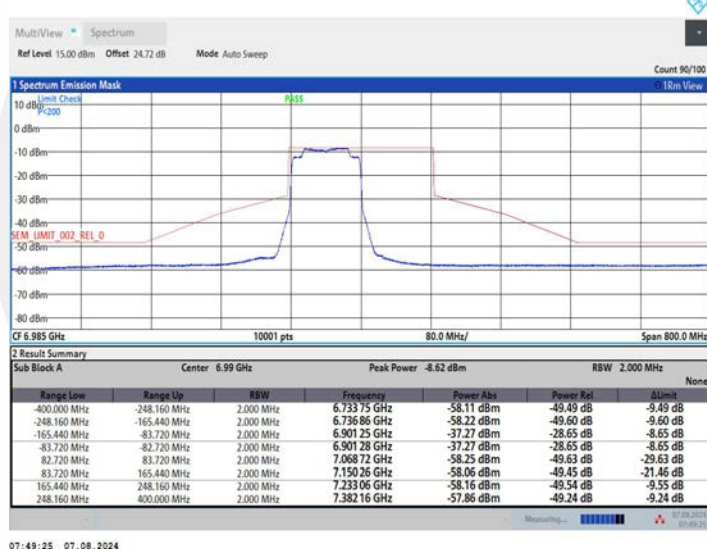 MultiView Spectrum
Ref Level 15.00 dBm Offset 24.72 dB Mode Auto Sweep
Count 90/100
1 Spectrum Emission Mask 1Rm View
Limit Check PASS
10 dBm
P<200
0 dBm
-10 dBm
-20 dBm
-30 dBm
-40 dBm
SEM_LIMIT_002_REL_0
-50 dBm
-60 dBm
-70 dBm
-80 dBm
CF 6.985 GHz 10001 pts 80.0 MHz/ Span 800.0 MHz
2 Result Summary
Sub Block A Center 6.99 GHz Peak Power -8.62 dBm RBW 2.000 MHz
None
Range Low Range Up RBW Frequency Power Abs Power Rel ΔLimit
-400.000 MHz -248.160 MHz 2.000 MHz 6.733 75 GHz -58.11 dBm -49.49 dB -9.49 dB
-248.160 MHz -165.440 MHz 2.000 MHz 6.736 86 GHz -58.22 dBm -49.60 dB -9.60 dB
-165.440 MHz -83.720 MHz 2.000 MHz 6.901 25 GHz -37.27 dBm -28.65 dB -8.65 dB
-83.720 MHz -82.720 MHz 2.000 MHz 6.901 28 GHz -37.27 dBm -28.65 dB -8.65 dB
82.720 MHz 83.720 MHz 2.000 MHz 7.068 72 GHz -58.25 dBm -49.63 dB -29.63 dB
83.720 MHz 165.440 MHz 2.000 MHz 7.150 26 GHz -58.06 dBm -49.45 dB -21.46 dB
165.440 MHz 248.160 MHz 2.000 MHz 7.233 06 GHz -58.16 dBm -49.54 dB -9.55 dB
248.160 MHz 400.000 MHz 2.000 MHz 7.382 16 GHz -57.86 dBm -49.24 dB -9.24 dB
Measuring... 07.08.2024
07:49:25
07:49:25 07.08.2024